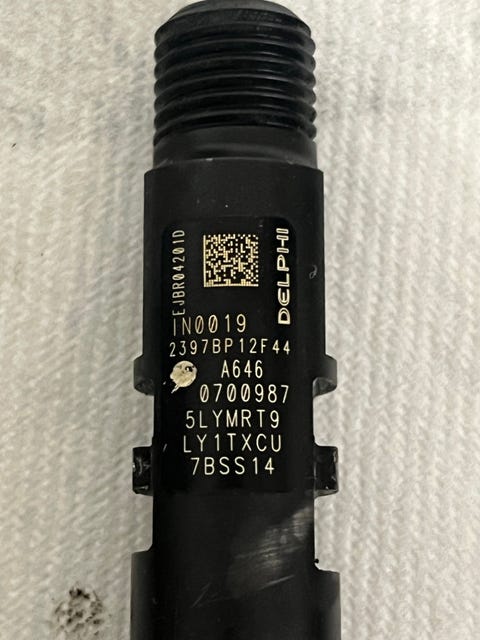 EJBR04201D
DELPHI
IN0019
2397BP12F44
A646
0700987
5LYMRT9
LY1TXCU
7BSS14